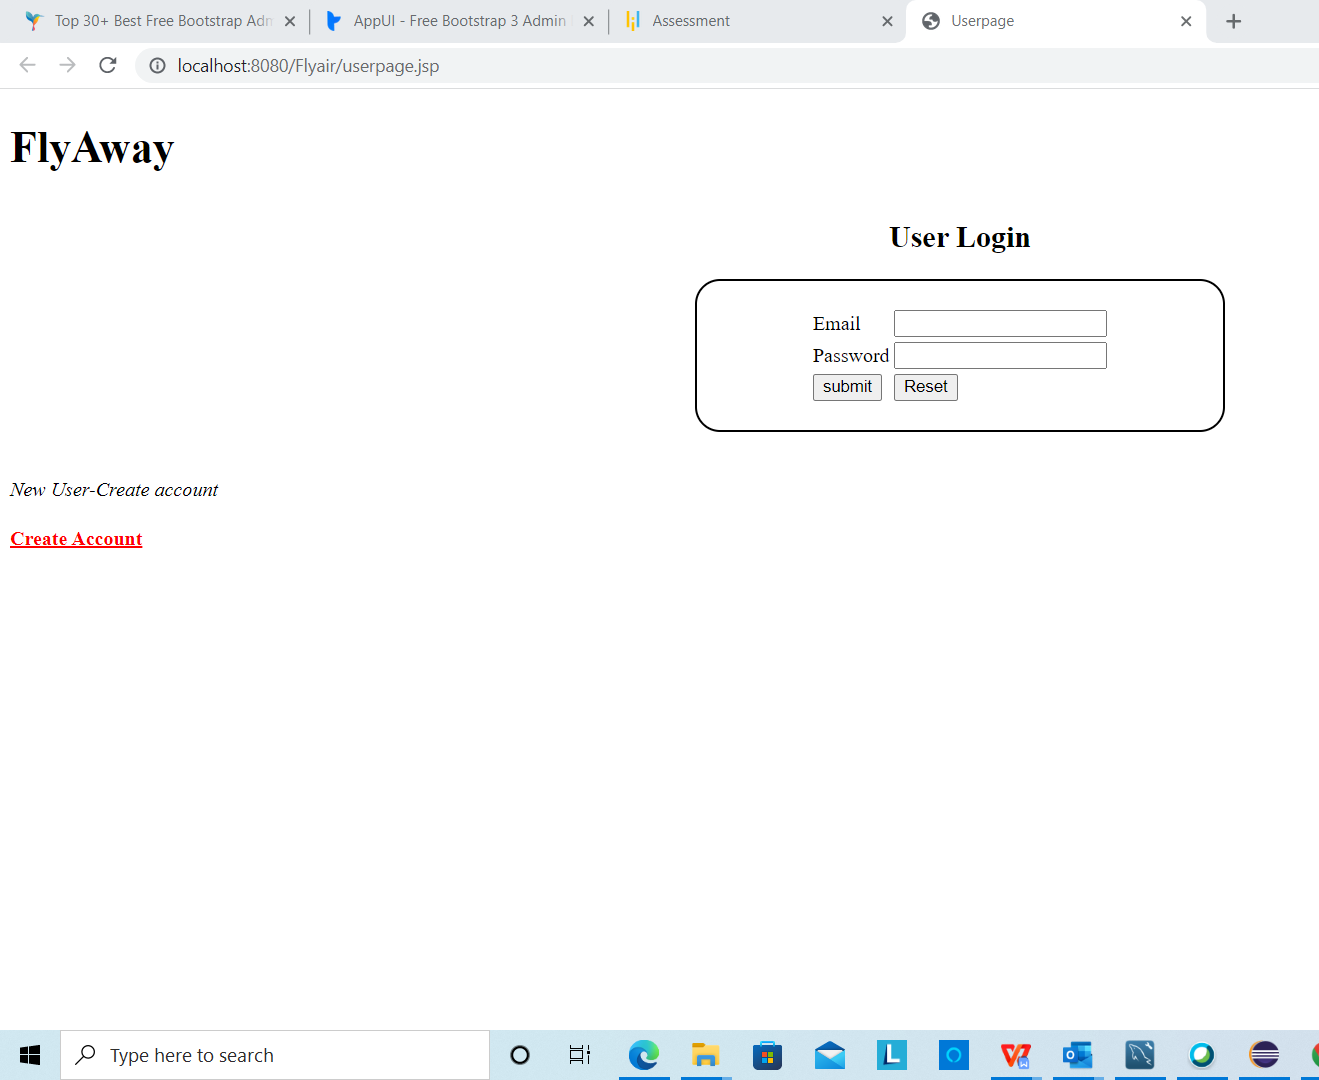 Top 30+ Best Free Bootstrap Adm
AppUI - Free Bootstrap 3 Admin
Assessment
Userpage
localhost:8080/Flyair/userpage.jsp
FlyAway
User Login
Email
Password
submit Reset
New User-Create account
Create Account
Type here to search